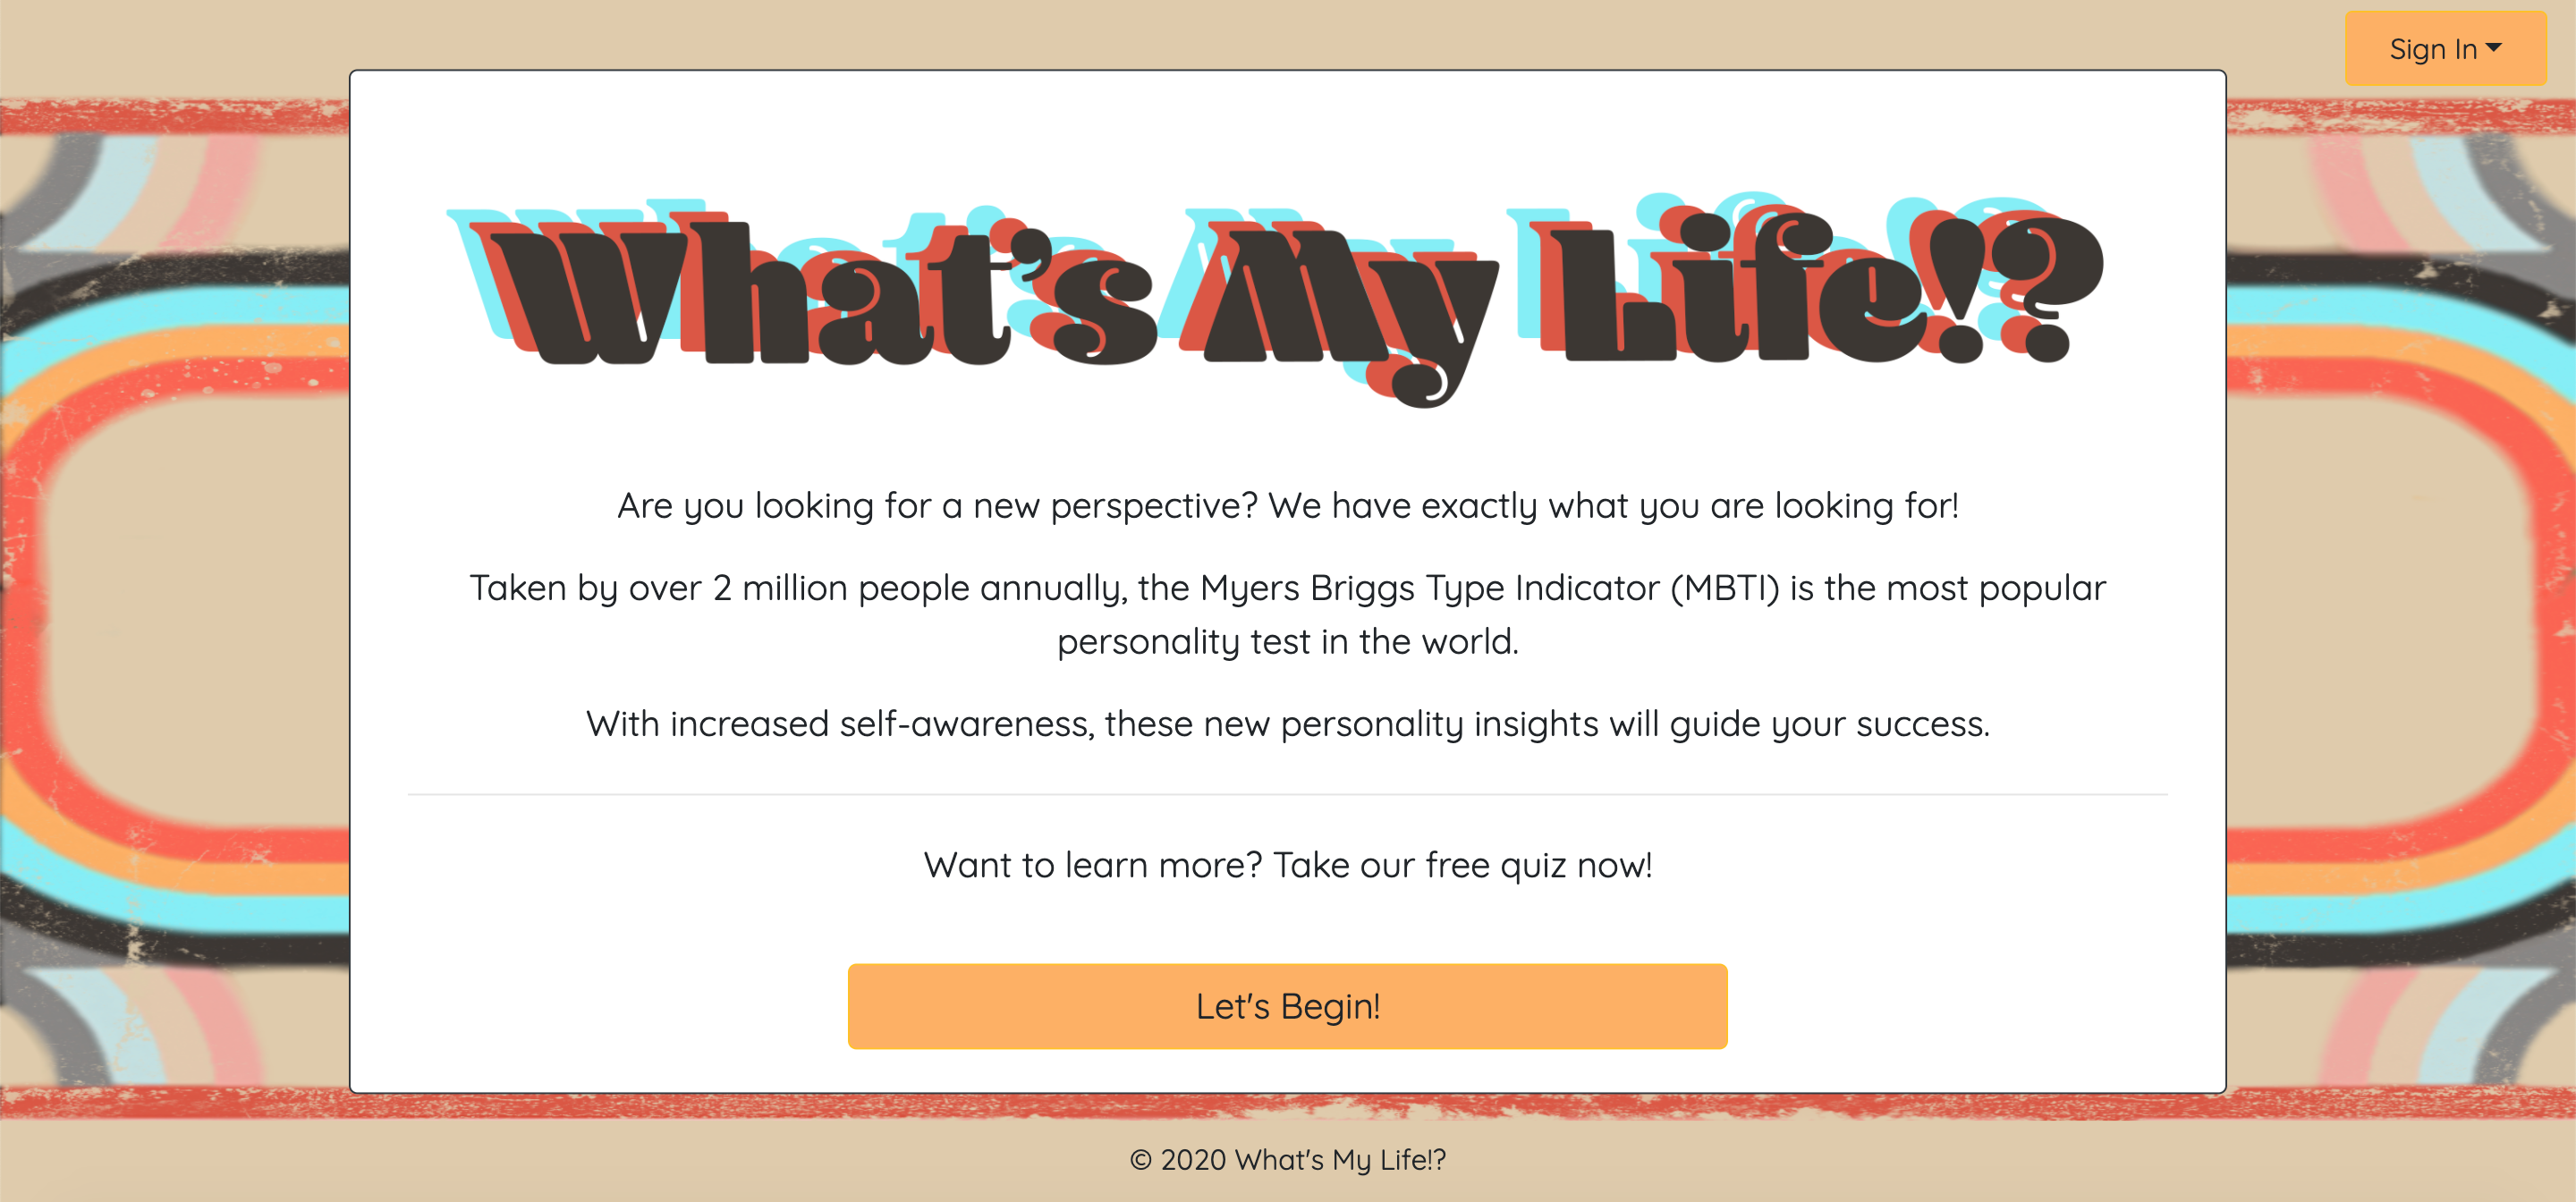 Sign In
What's My Life!?
Are you looking for a new perspective? We have exactly what you are looking for!
Taken by over 2 million people annually, the Myers Briggs Type Indicator (MBTI) is the most popular
personality test in the world.
With increased self-awareness, these new personality insights will guide your success.
Want to learn more? Take our free quiz now!
Let's Begin!
© 2020 What's My Life!?